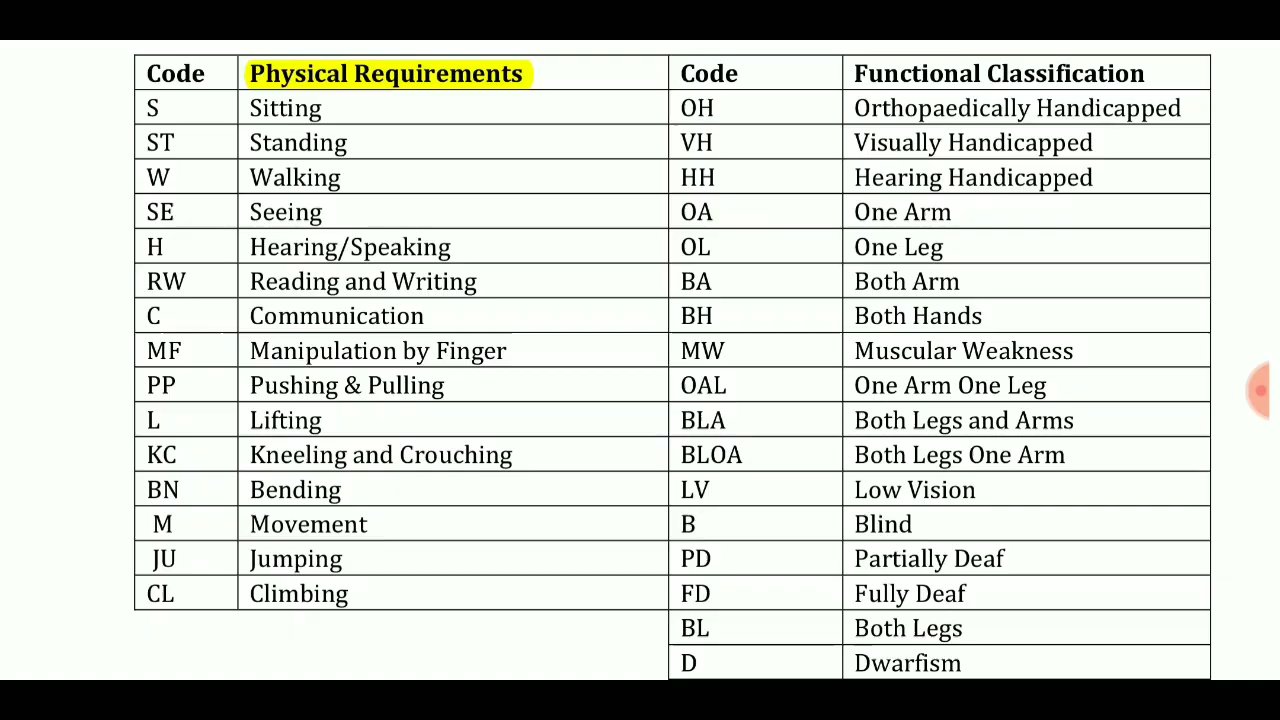 Code Physical Requirements Code Functional Classification
S Sitting OH Orthopaedically Handicapped
ST Standing VH Visually Handicapped
W Walking HH Hearing Handicapped
SE Seeing OA One Arm
H Hearing/Speaking OL One Leg
RW Reading and Writing BA Both Arm
C Communication BH Both Hands
MF Manipulation by Finger MW Muscular Weakness
PP Pushing & Pulling OAL One Arm One Leg
L Lifting BLA Both Legs and Arms
KC Kneeling and Crouching BLOA Both Legs One Arm
BN Bending LV Low Vision
M Movement B Blind
JU Jumping PD Partially Deaf
CL Climbing FD Fully Deaf
BL Both Legs
D Dwarfism